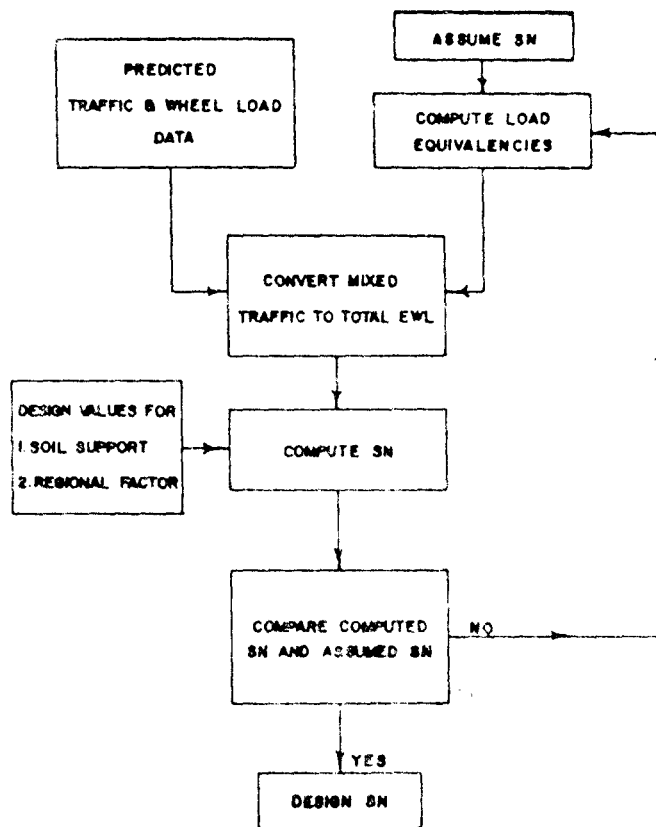 ASSUME SN
PREDICTED
TRAFFIC & WHEEL LOAD
DATA
COMPUTE LOAD
EQUIVALENCIES
CONVERT MIXED
TRAFFIC TO TOTAL EWL
DESIGN VALUES FOR
1. SOIL SUPPORT
2. REGIONAL FACTOR
COMPUTE SN
COMPARE COMPUTED
SN AND ASSUMED SN
NO
YES
DESIGN SN